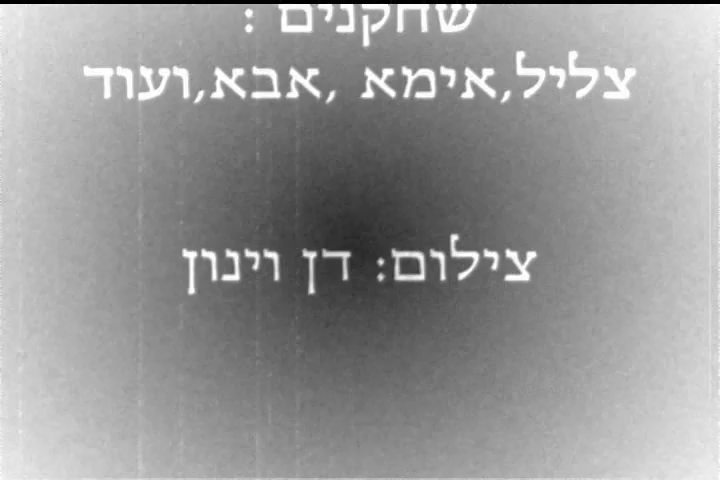 שחקנים :
צליל,אימא ,אבא,ועוד
צילום: דן וינון